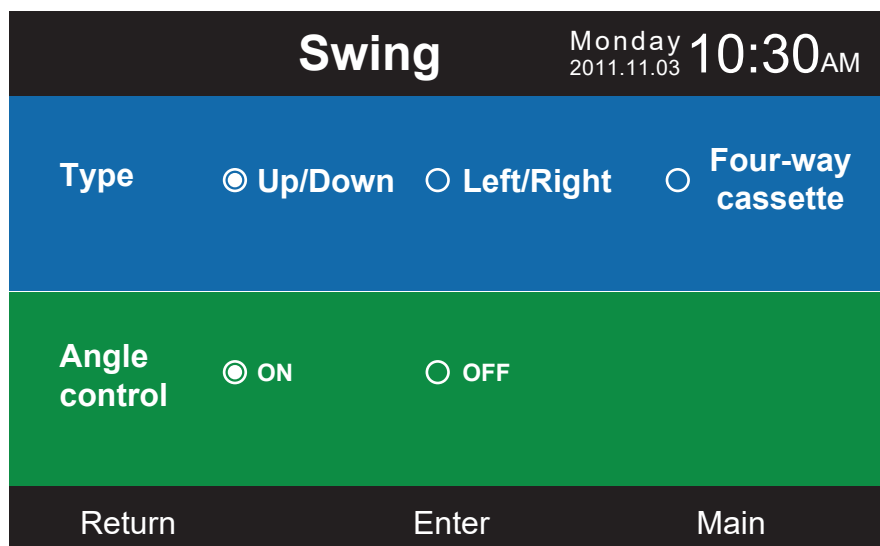 Swing
Monday
2011.11.03
10:30AM
Type
Up/Down
Left/Right
Four-way
cassette
Angle
control
ON
OFF
Return
Enter
Main